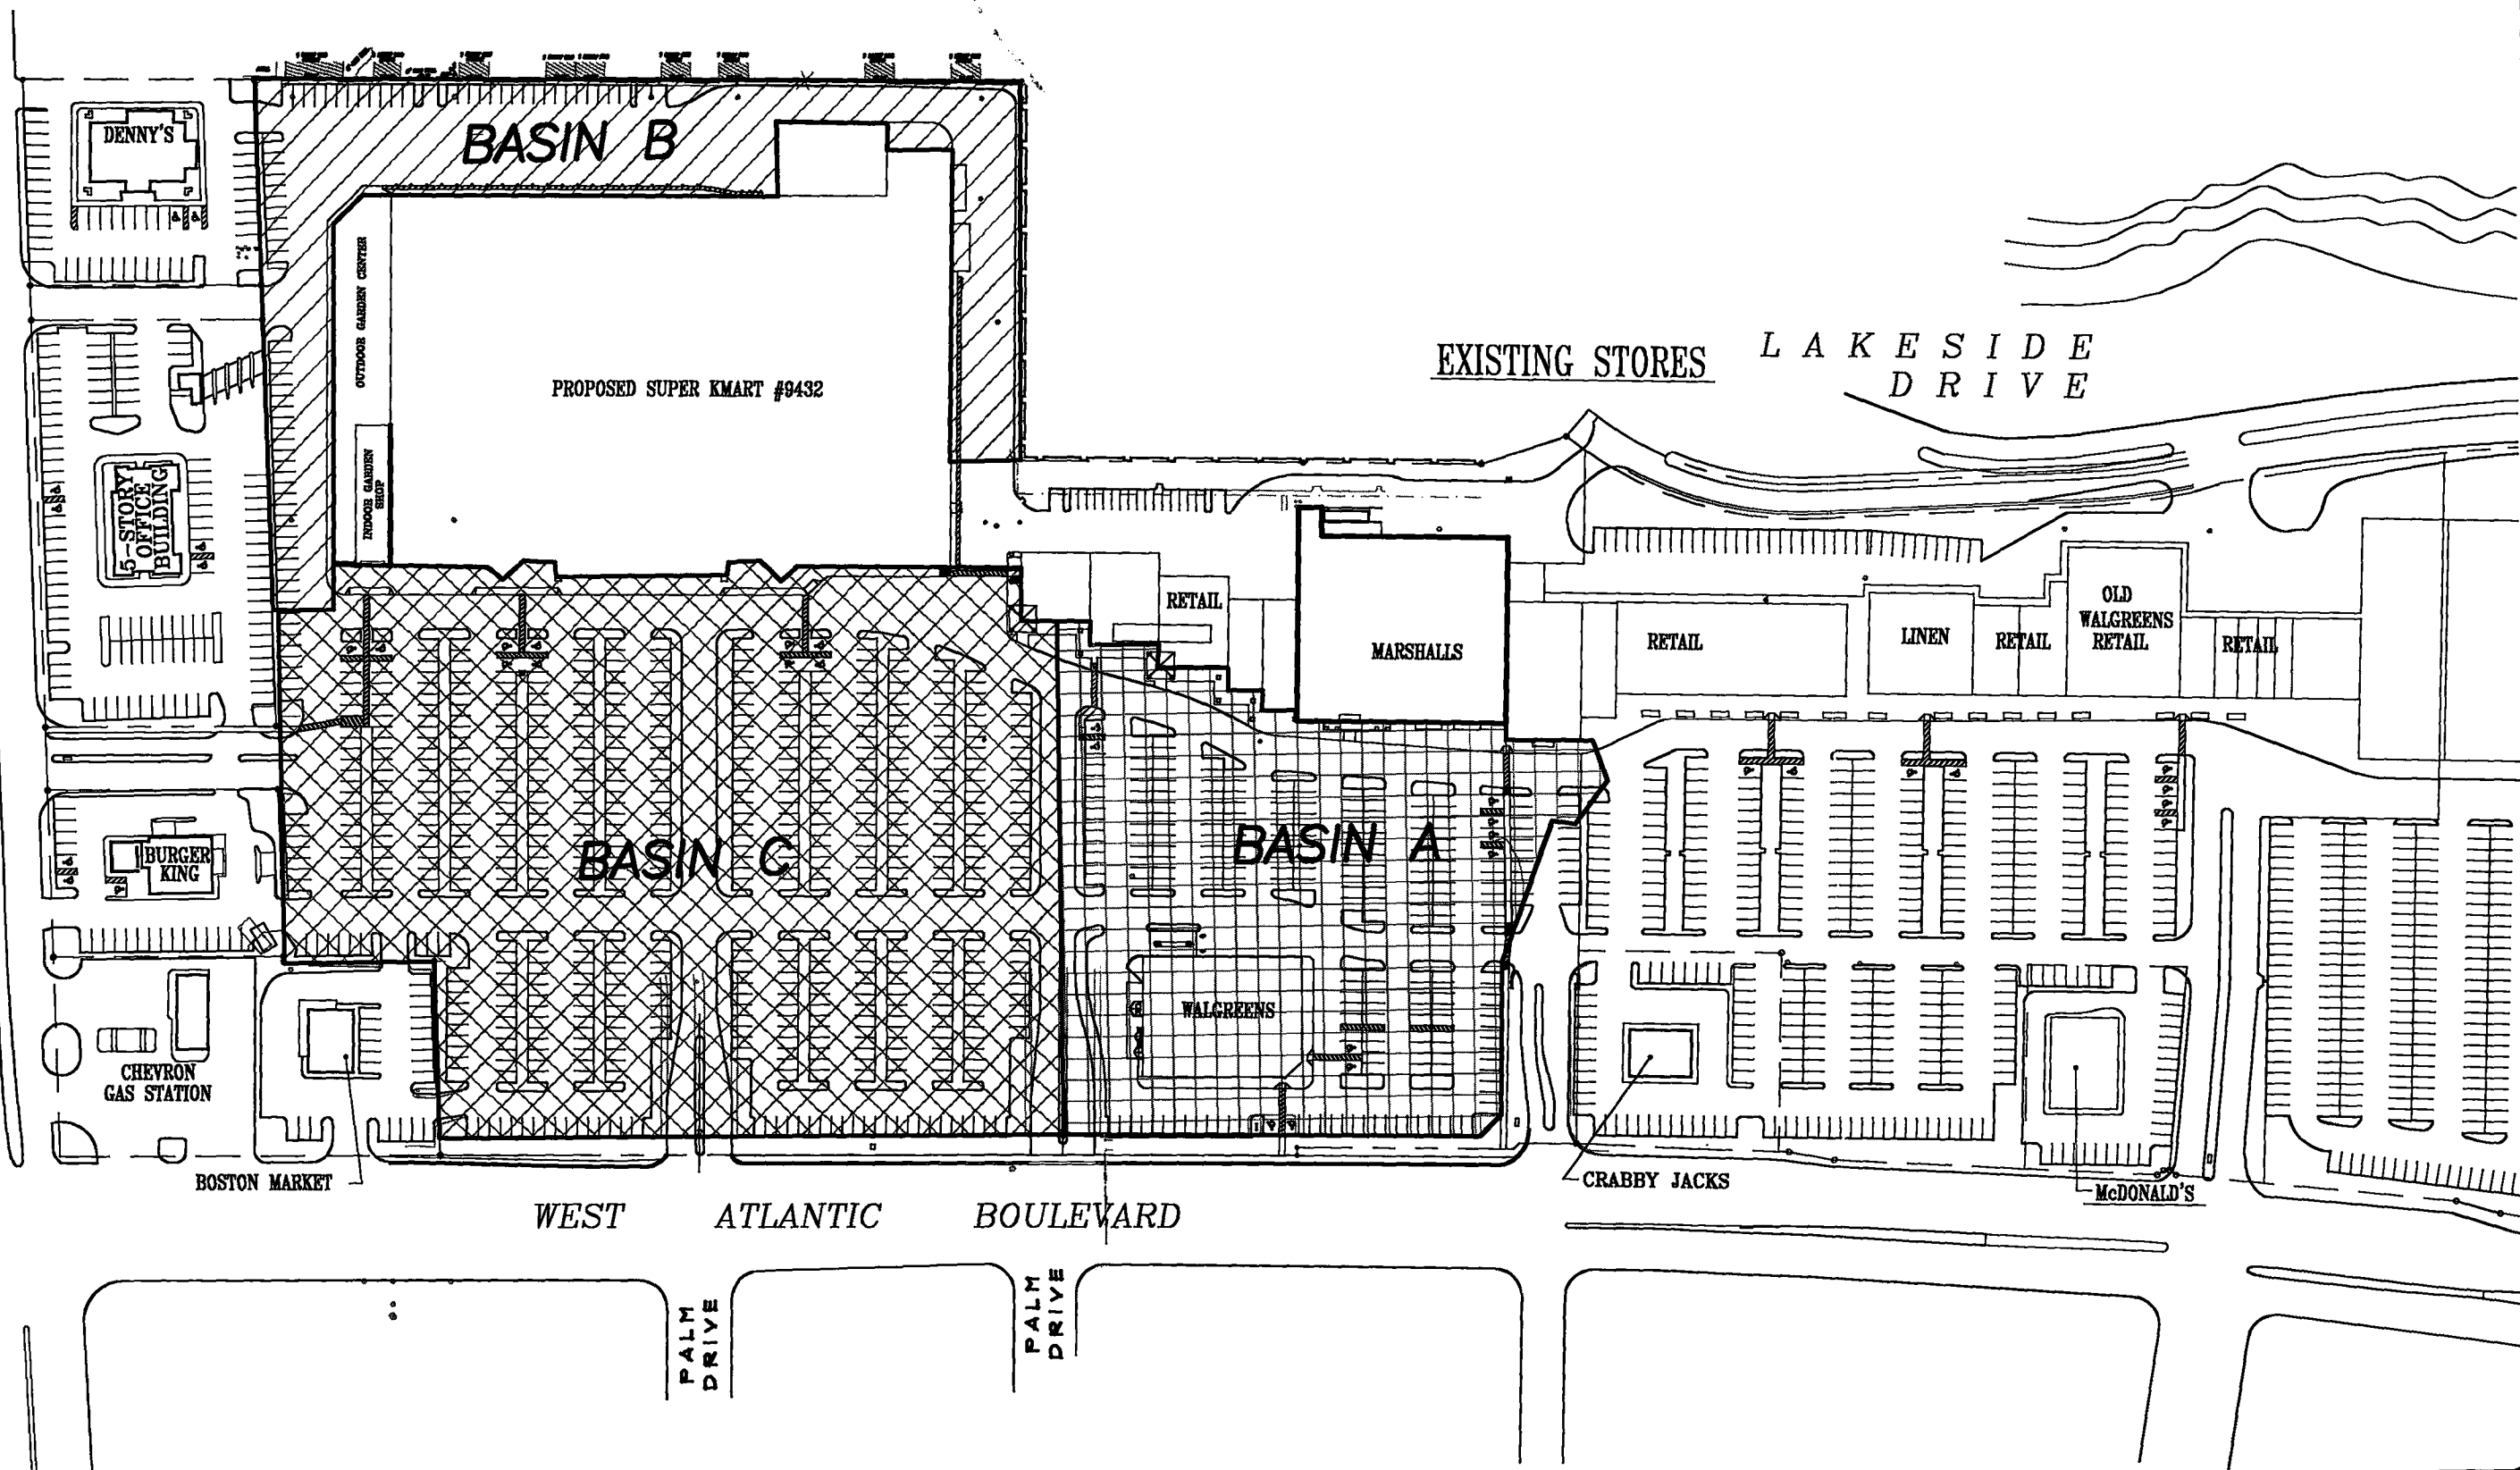 DENNY'S
BASIN B
OUTDOOR GARDEN CENTER
PROPOSED SUPER KMART #9432
EXISTING STORES
LAKESIDE
DRIVE
5-STORY
OFFICE
BUILDING
INDOOR GARDEN
SHOP
RETAIL
MARSHALLS
RETAIL
LINEN
RETAIL
OLD
WALGREENS
RETAIL
RETAIL
BURGER
KING
BASIN C
BASIN A
WALGREENS
CHEVRON
GAS STATION
BOSTON MARKET
CRABBY JACKS
McDONALD'S
WEST ATLANTIC BOULEVARD
PALM
DRIVE
PALM
DRIVE